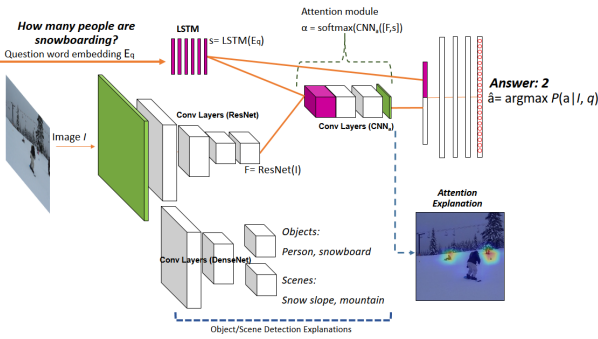 How many people are
snowboarding?
Question word embedding Eq
LSTM
s= LSTM(Eq)
Attention module
α = softmax(CNNa([F,s])
Answer: 2
â= argmax P(a|I, q)
Image I
Conv Layers (ResNet)
F= ResNet(I)
Conv Layers (CNNa)
Attention
Explanation
Conv Layers (DenseNet)
Objects:
Person, snowboard
Scenes:
Snow slope, mountain
Object/Scene Detection Explanations